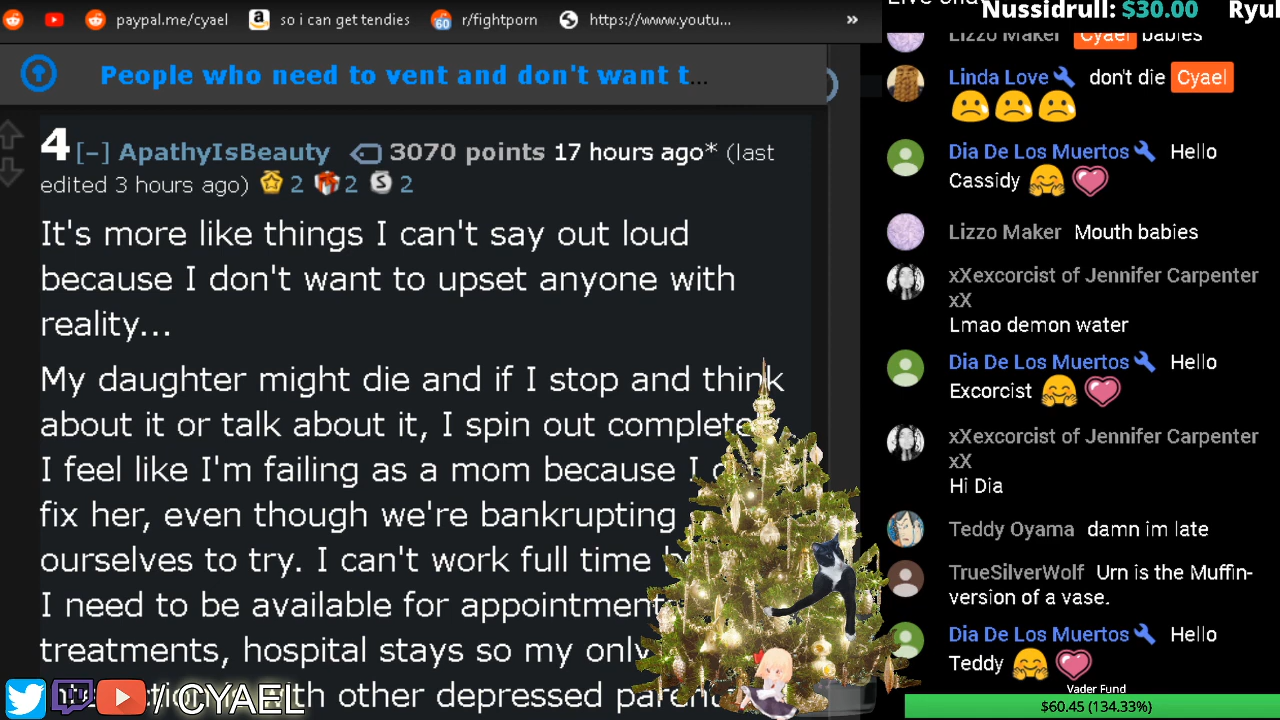 paypal.me/cyael so i can get tendies 60 r/fightporn https://www.youtu... »
People who need to vent and don't want t...
4 [–] ApathyIsBeauty 3070 points 17 hours ago* (last
edited 3 hours ago) 2 2 S 2
It's more like things I can't say out loud
because I don't want to upset anyone with
reality...
My daughter might die and if I stop and think
about it or talk about it, I spin out
I feel like I'm failing as a mom because I
fix her, even though we're bankrupting
ourselves to try. I can't work full time
I need to be available for
treatments, hospital stays so my only
with other depressed
/ CYAEL
Nussidrull: $30.00 Ryul
Lizzo Maker Cyael babies
Linda Love don't die Cyael
Dia De Los Muertos Hello
Cassidy
Lizzo Maker Mouth babies
xXexcorcist of Jennifer Carpenter
xX
Lmao demon water
Dia De Los Muertos Hello
Excorcist
xXexcorcist of Jennifer Carpenter
xX
Hi Dia
Teddy Oyama damn im late
TrueSilverWolf Urn is the Muffin-
version of a vase.
Dia De Los Muertos Hello
Teddy
Vader Fund
$60.45 (134.33%)